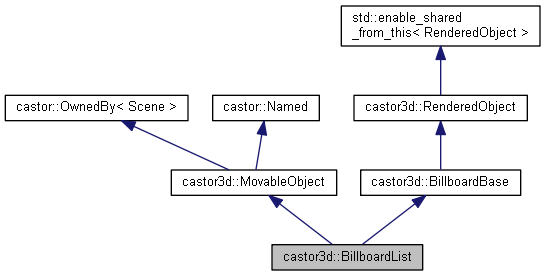 std::enable_shared
_from_this< RenderedObject >
castor::OwnedBy< Scene >
castor::Named
castor3d::RenderedObject
castor3d::MovableObject
castor3d::BillboardBase
castor3d::BillboardList